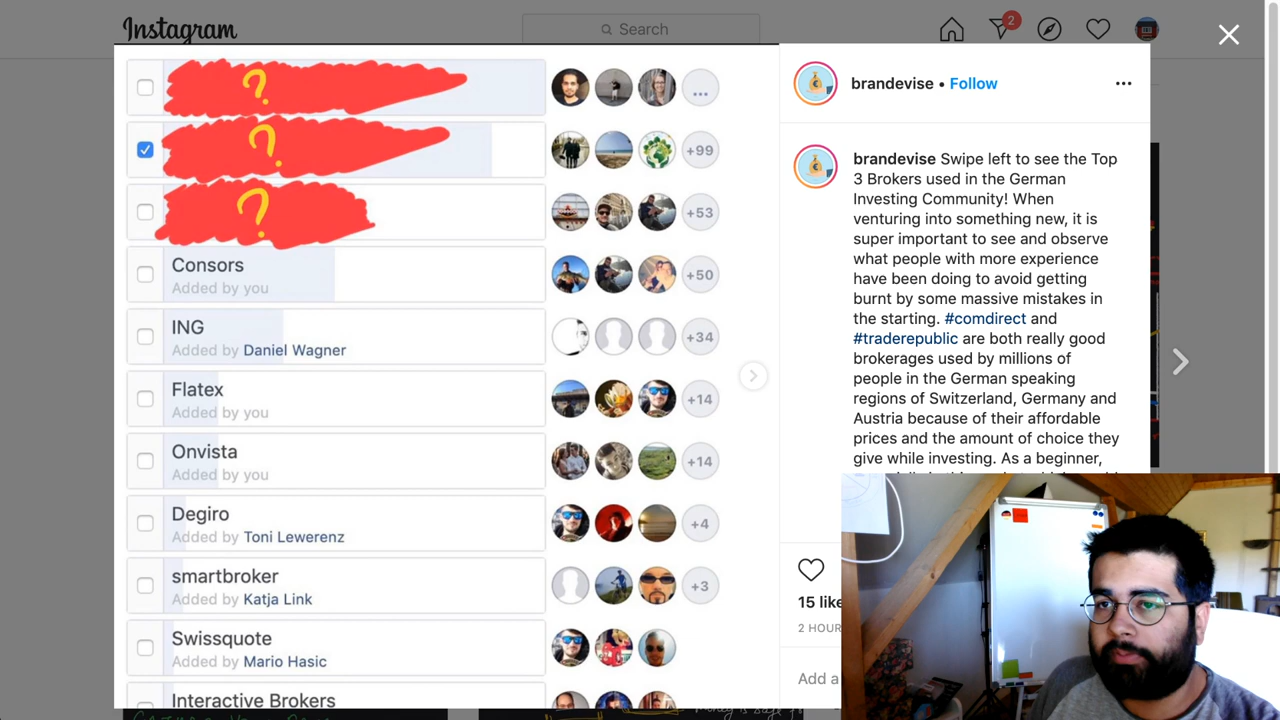 Instagram
Search
2
?
...
?
+99
?
+53
Consors
Added by you
+50
ING
Added by Daniel Wagner
+34
Flatex
Added by you
+14
Onvista
Added by you
+14
Degiro
Added by Toni Lewerenz
+4
smartbroker
Added by Katja Link
+3
Swissquote
Added by Mario Hasic
Interactive Brokers
brandevise • Follow
...
brandevise Swipe left to see the Top
3 Brokers used in the German
Investing Community! When
venturing into something new, it is
super important to see and observe
what people with more experience
have been doing to avoid getting
burnt by some massive mistakes in
the starting. #comdirect and
#traderepublic are both really good
brokerages used by millions of
people in the German speaking
regions of Switzerland, Germany and
Austria because of their affordable
prices and the amount of choice they
give while investing. As a beginner,
15 like
2 HOUR
Add a